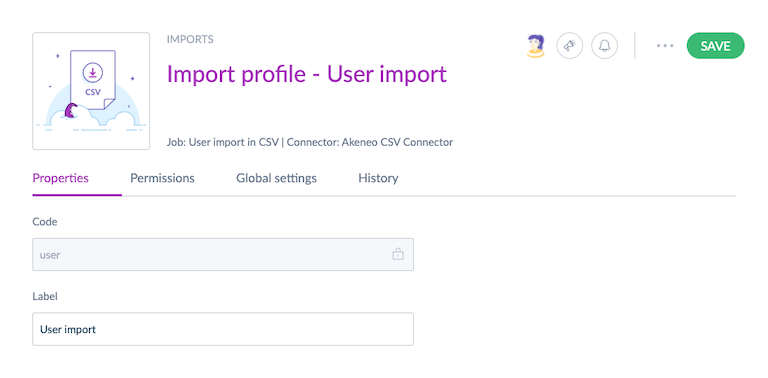 IMPORTS
SAVE
CSV
Import profile - User import
Job: User import in CSV | Connector: Akeneo CSV Connector
Properties
Permissions
Global settings
History
Code
user
Label
User import